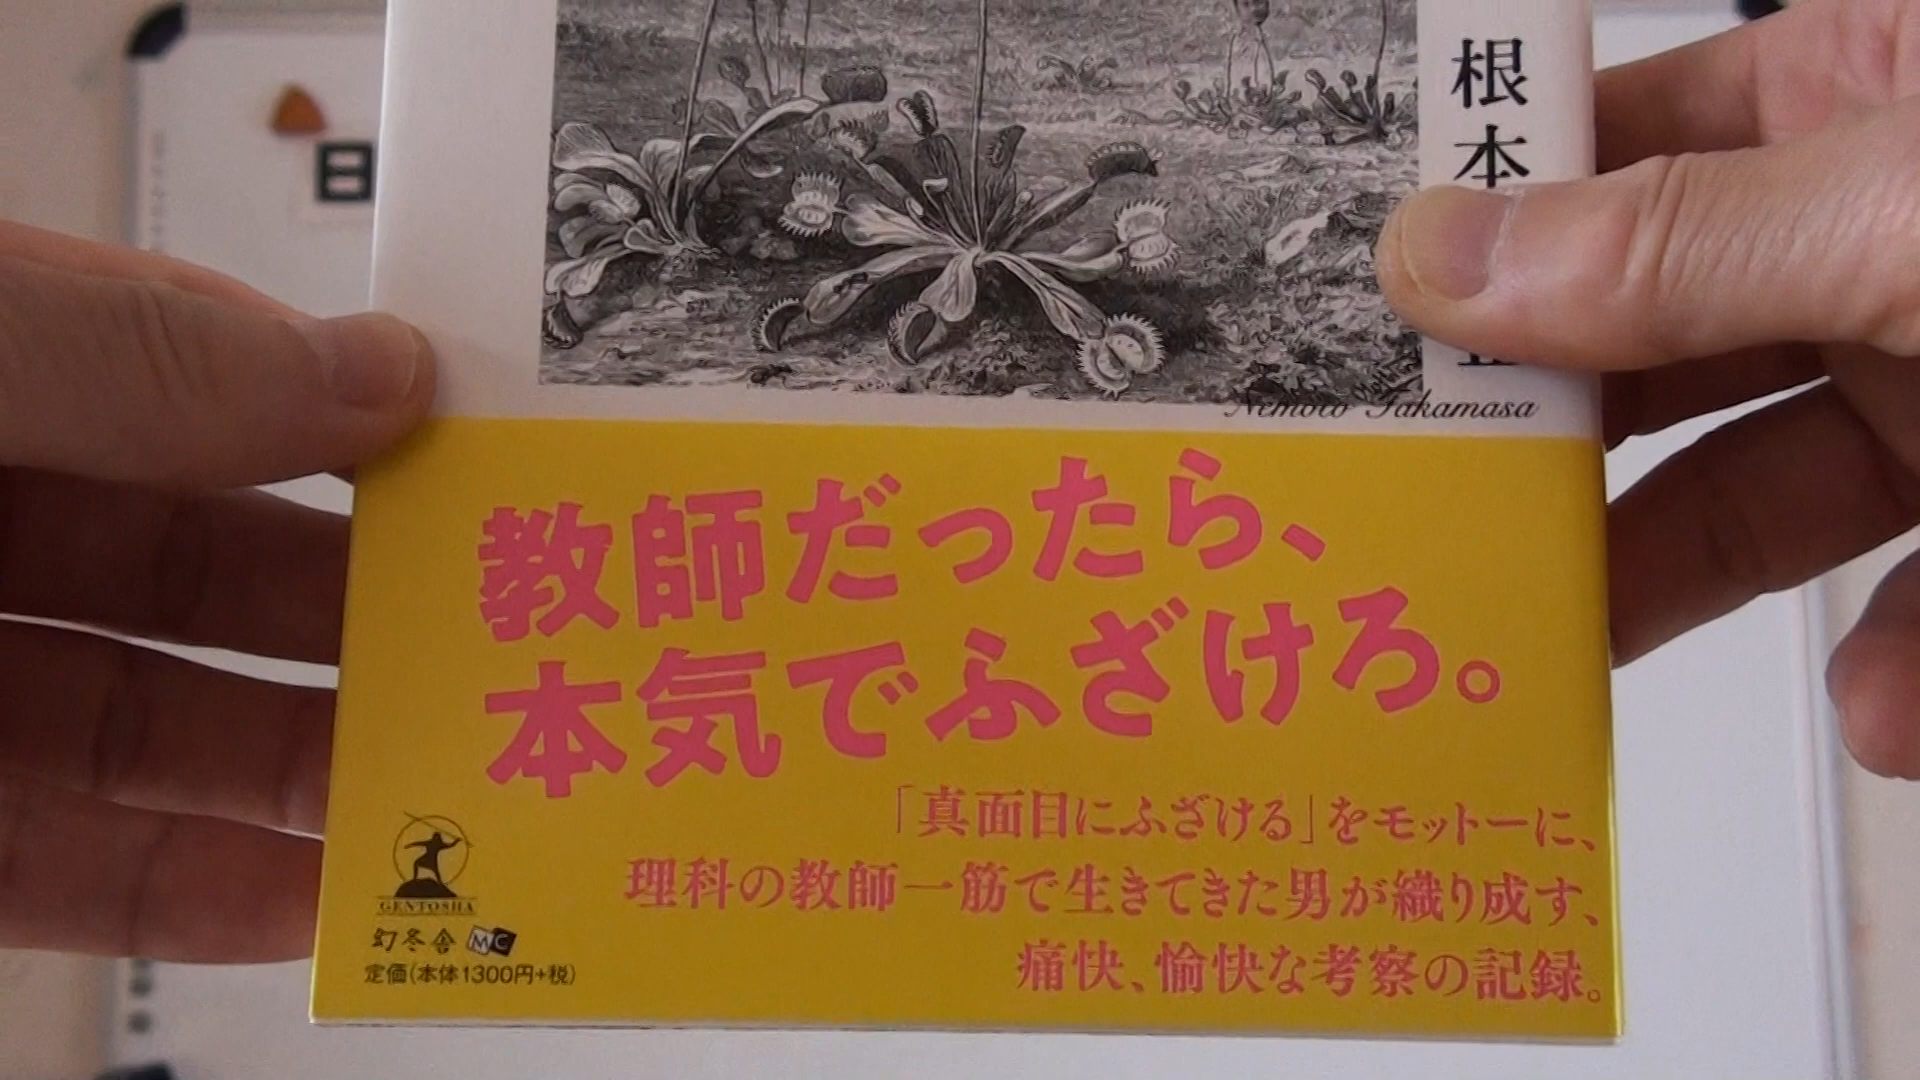 日
根本
Nemoto Takamasa
教師だったら、
本気でふざけろ。
「真面目にふざける」をモットーに、
理科の教師一筋で生きてきた男が織り成す、
痛快、愉快な考察の記録。
GENTOSHA
幻冬舎 MC
定価(本体1300円+税)